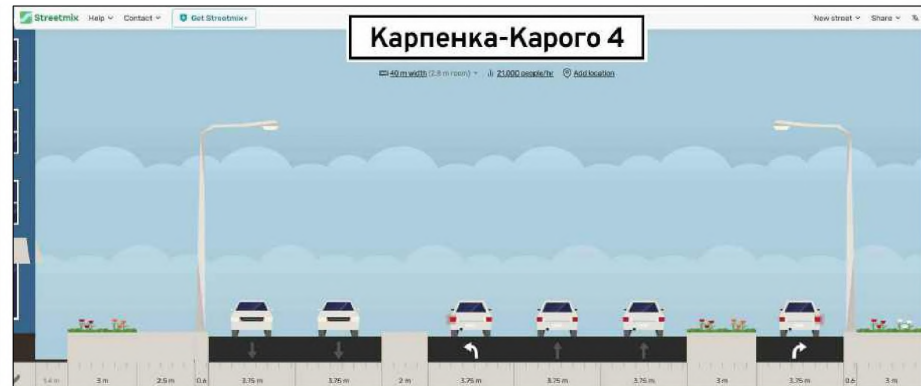 Streetmix Help Contact Get Streetmix+ New street Share
Карпенка-Карого 4
40 m width (2.8 m room) 21,000 people/hr Add location
1.4 m 3 m 2.5 m 0.6 3.75 m 3.75 m 2 m 3.75 m 3.75 m 3.75 m 3 m 3.75 m 0.6 3 m